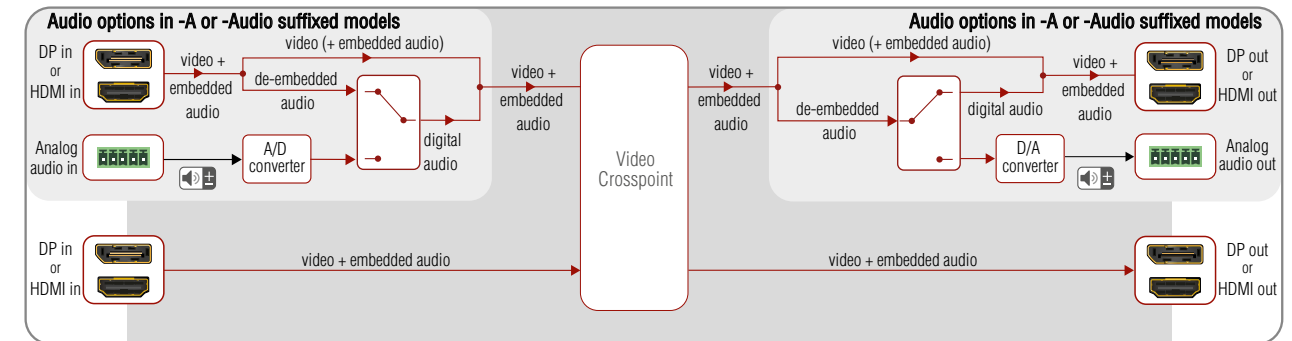 Audio options in -A or -Audio suffixed models
Audio options in -A or -Audio suffixed models
DP in
or
HDMI in
video +
embedded
audio
video (+ embedded audio)
de-embedded
audio
digital
audio
Analog
audio in
A/D
converter
video +
embedded
audio
Video
Crosspoint
video +
embedded
audio
video (+ embedded audio)
de-embedded
audio
digital audio
video +
embedded
audio
DP out
or
HDMI out
D/A
converter
Analog
audio out
DP in
or
HDMI in
video + embedded audio
video + embedded audio
DP out
or
HDMI out